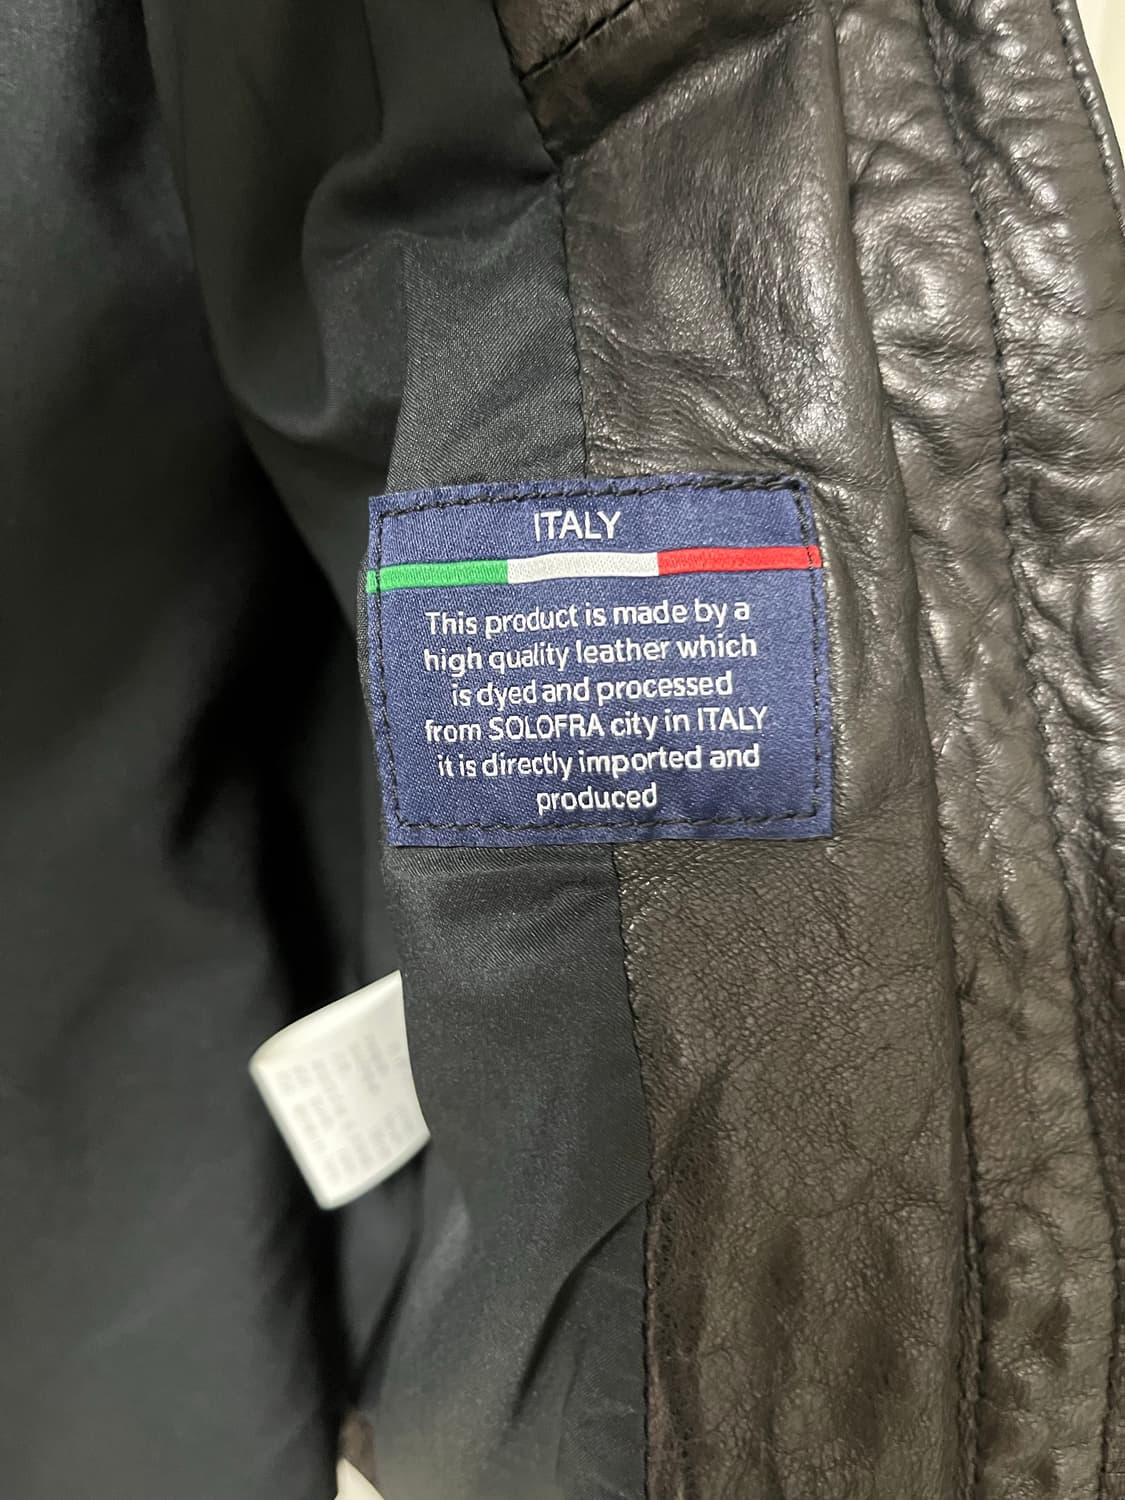 ITALY
This product is made by a
high quality leather which
is dyed and processed
from SOLOFRA city in ITALY
it is directly imported and
produced